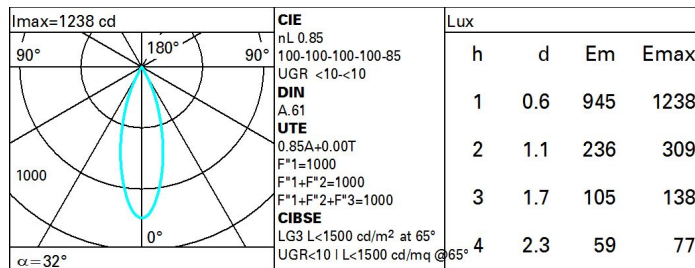 Imax=1238 cd
90° 180° 90°
1000
0°
α=32°
CIE
nL 0.85
100-100-100-100-85
UGR <10-<10
DIN
A.61
UTE
0.85A+0.00T
F"1=1000
F"1+F"2=1000
F"1+F"2+F"3=1000
CIBSE
LG3 L<1500 cd/m² at 65°
UGR<10 | L<1500 cd/mq @65°
Lux
h d Em Emax
1 0.6 945 1238
2 1.1 236 309
3 1.7 105 138
4 2.3 59 77